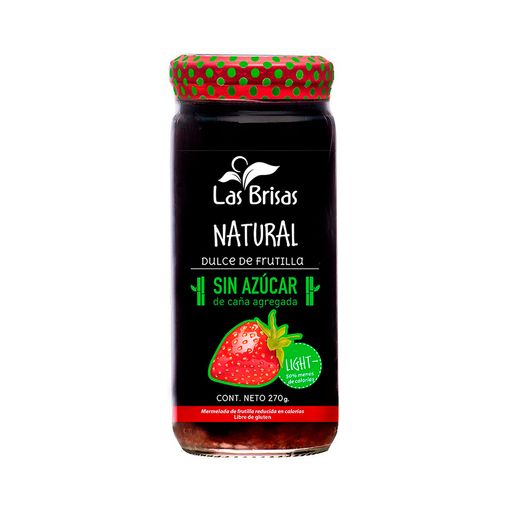 Las Brisas
NATURAL
DULCE DE FRUTILLA
SIN AZÚCAR
de caña agregada
LIGHT
50% menos
de calorías
CONT. NETO 270g.
Mermelada de frutilla reducida en calorías
Libre de gluten